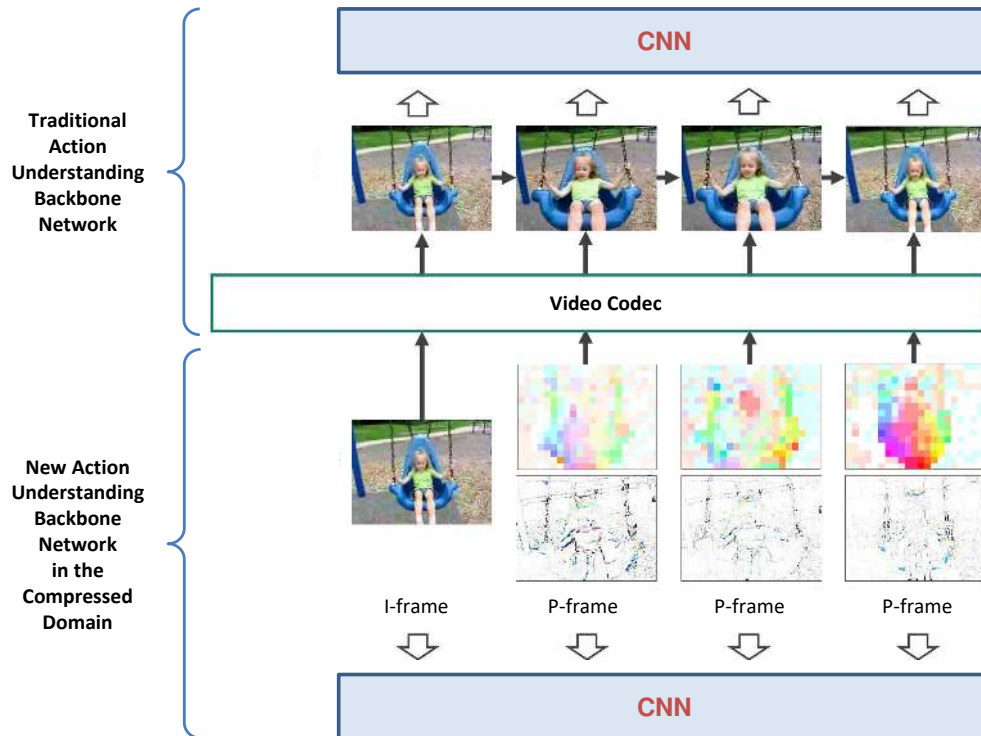 CNN
Traditional
Action
Understanding
Backbone
Network
Video Codec
New Action
Understanding
Backbone
Network
in the
Compressed
Domain
I-frame
P-frame
P-frame
P-frame
CNN